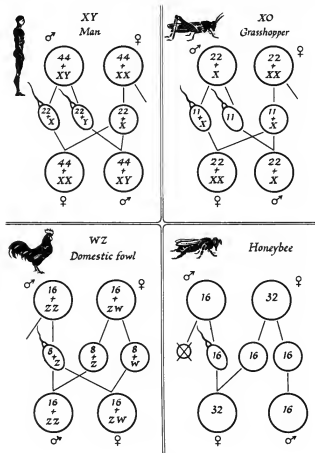 XY
Man
♂ ♀
44 + XY 44 + XX
22 + X 22 + Y 22 + X
44 + XX 44 + XY
♀ ♂
XO
Grasshopper
♂ ♀
22 + X 22 + XX
11 + X 11 11 + X
22 + XX 22 + X
♀ ♂
WZ
Domestic fowl
♂ ♀
16 + ZZ 16 + ZW
8 + Z 8 + Z 8 + W
16 + ZZ 16 + ZW
♂ ♀
Honeybee
♂ ♀
16 32
16 16 16
32 16
♀ ♂